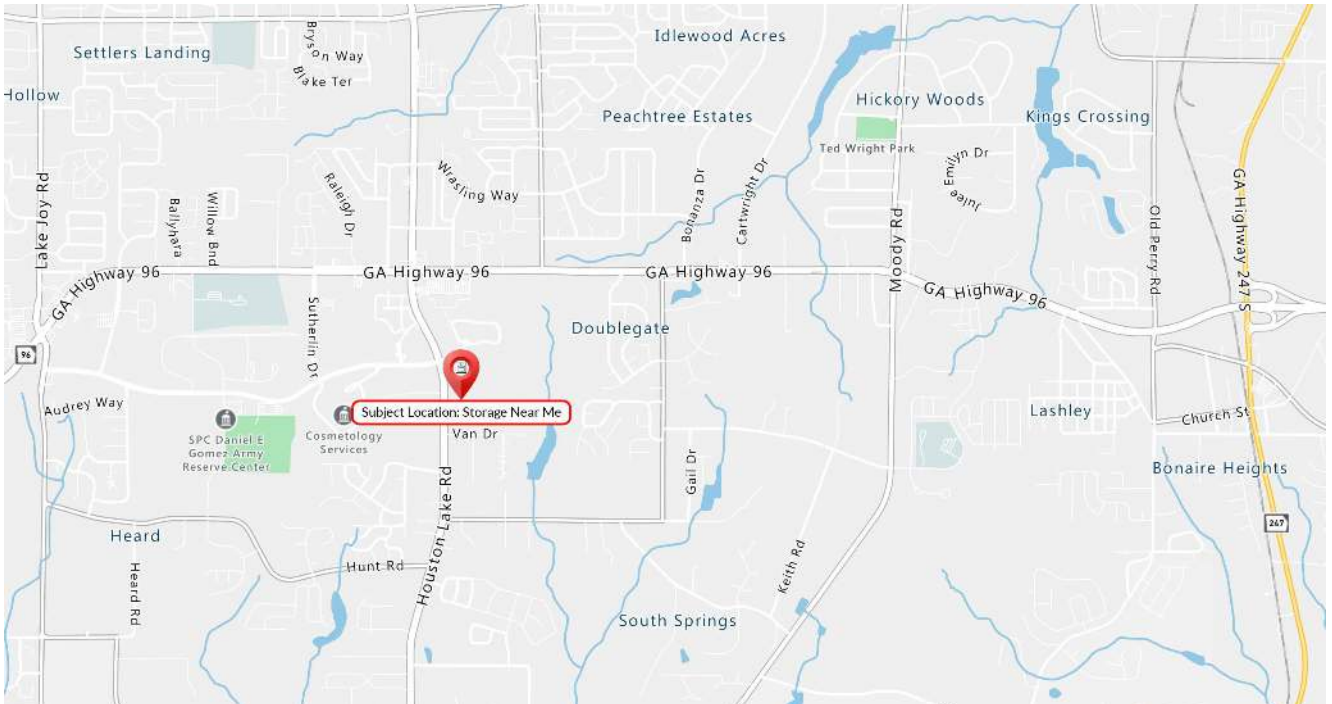 Bryson Way
Idlewood Acres
Settlers Landing
Blake Ter
Hollow
Hickory Woods
Peachtree Estates
Kings Crossing
Ted Wright Park
Julee Emilyn Dr
Wrasling Way
Raleigh Dr
Cartwright Dr
Bonanza Dr
Lake Joy Rd
Ballyhara
Willow Bnd
Moody Rd
Old Perry Rd
GA Highway 247 S
GA Highway 96
GA Highway 96
GA Highway 96
GA Highway 96
Sutherlin Dr
Doublegate
96
Audrey Way
Subject Location: Storage Near Me
Lashley
Church St
SPC Daniel E
Gomez Army
Reserve Center
Cosmetology
Services
Van Dr
Gail Dr
Bonaire Heights
Houston Lake Rd
247
Heard
Hunt Rd
Heard Rd
Keith Rd
South Springs